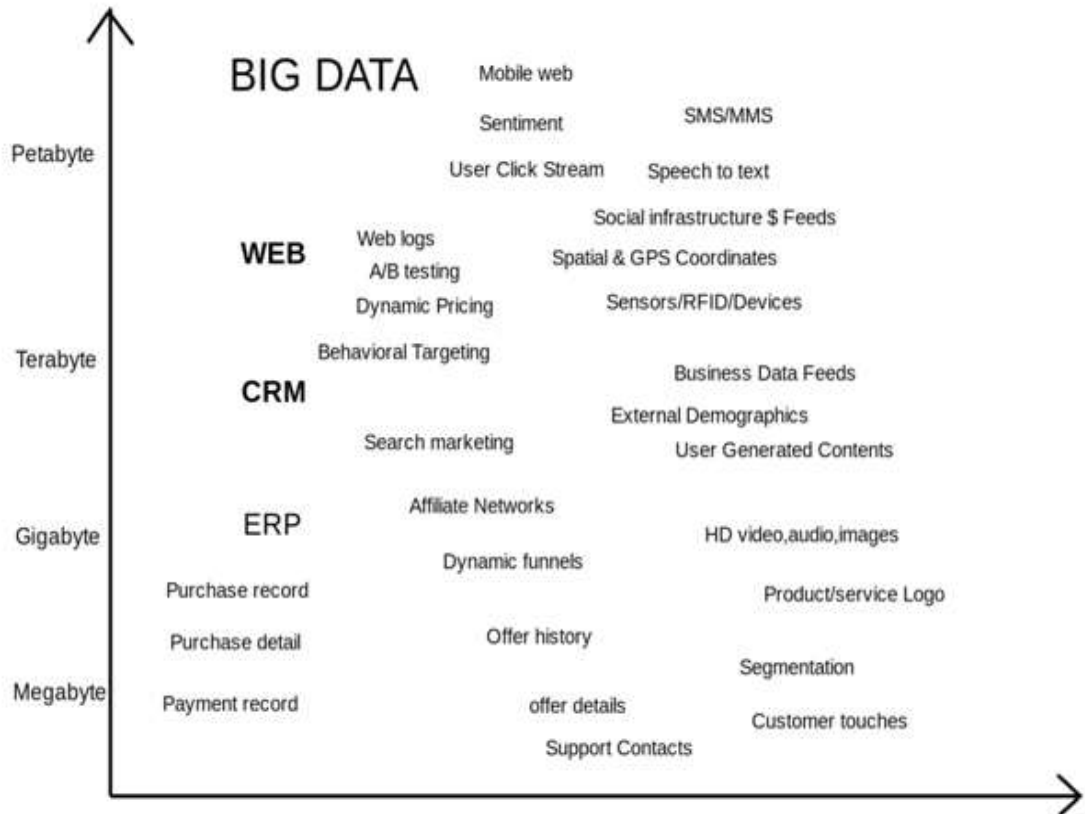 BIG DATA
Mobile web
SMS/MMS
Sentiment
Petabyte
User Click Stream
Speech to text
Social infrastructure $ Feeds
WEB
Web logs
Spatial & GPS Coordinates
A/B testing
Dynamic Pricing
Sensors/RFID/Devices
Terabyte
Behavioral Targeting
Business Data Feeds
CRM
External Demographics
Search marketing
User Generated Contents
Affiliate Networks
ERP
Gigabyte
HD video,audio,images
Dynamic funnels
Purchase record
Product/service Logo
Purchase detail
Offer history
Segmentation
Megabyte
Payment record
offer details
Customer touches
Support Contacts